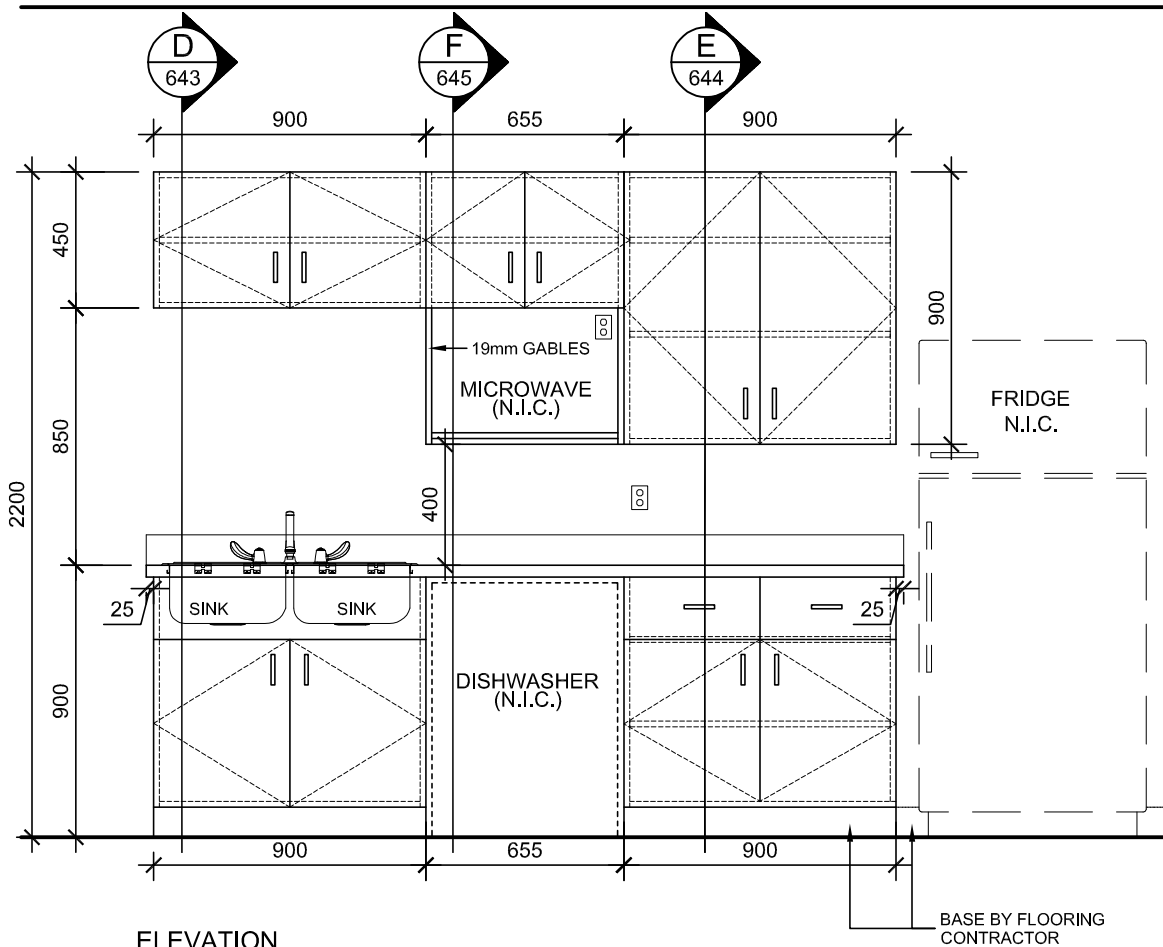 D
643
F
645
E
644
900
655
900
450
850
2200
900
900
400
19mm GABLES
MICROWAVE
(N.I.C.)
FRIDGE
N.I.C.
25
SINK
SINK
25
DISHWASHER
(N.I.C.)
900
655
900
BASE BY FLOORING
CONTRACTOR
ELEVATION